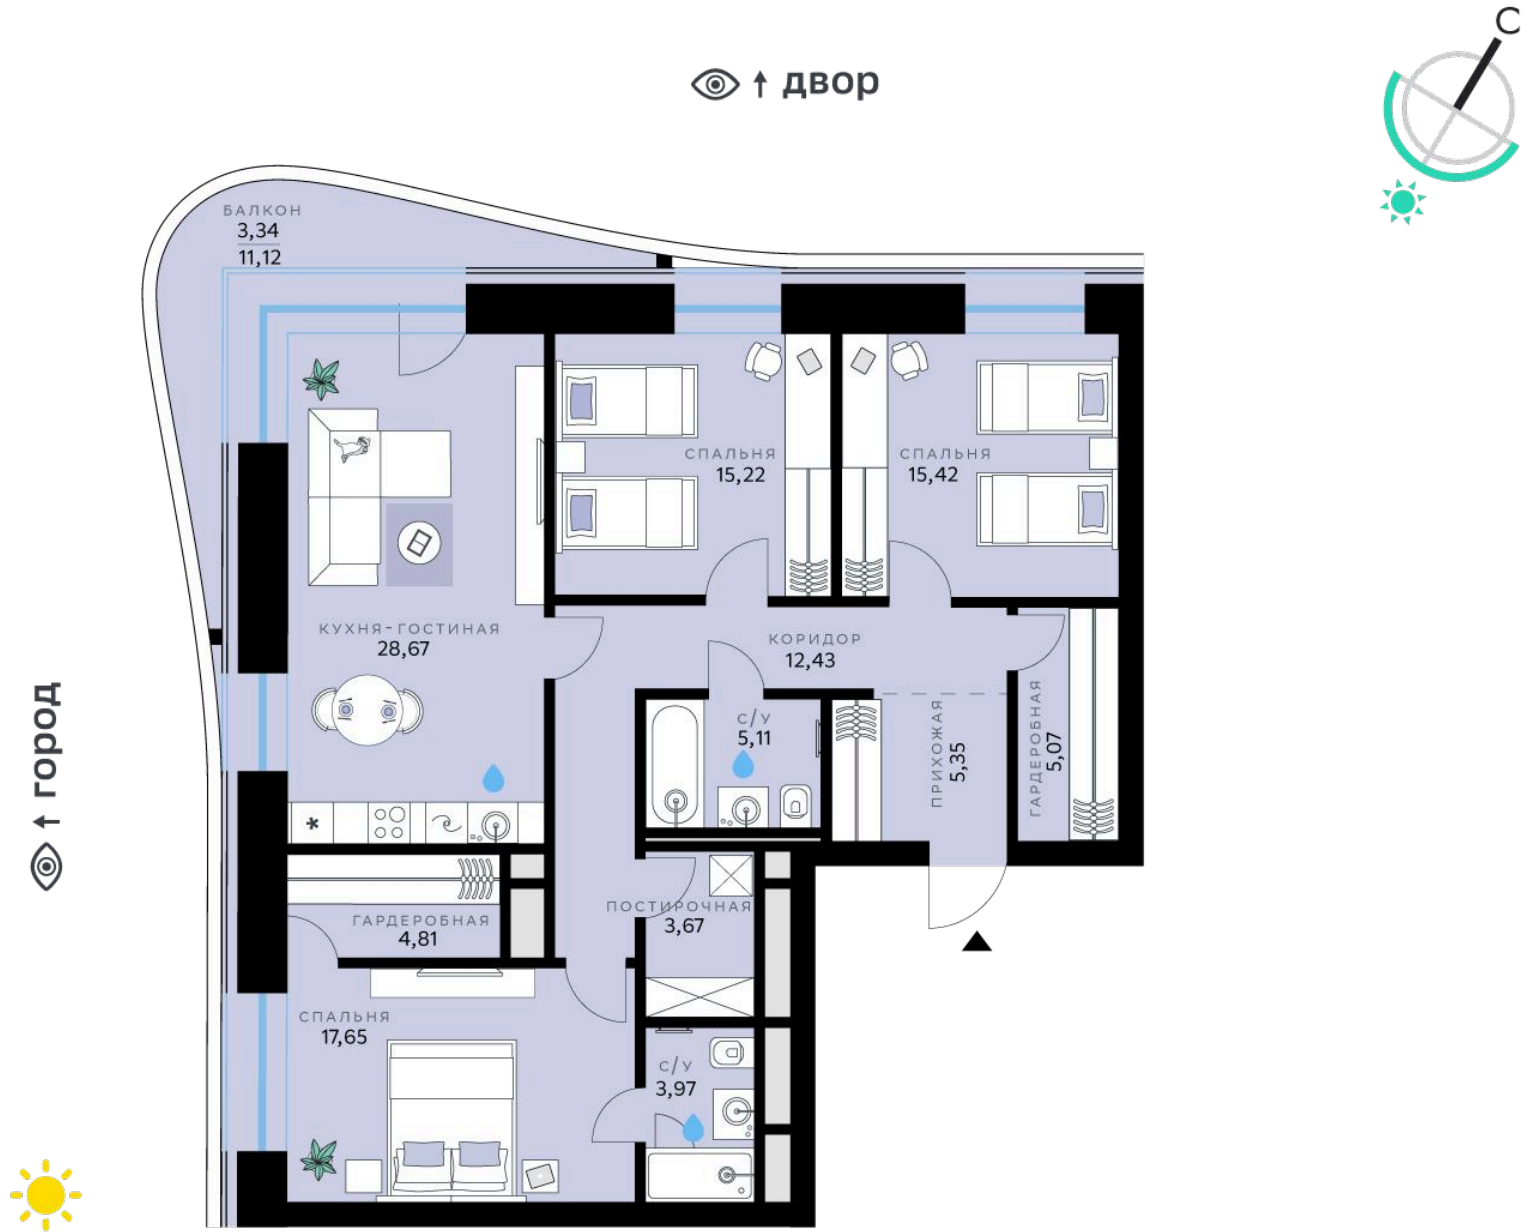 С
двор
БАЛКОН
3,34
11,12
СПАЛЬНЯ
15,22
СПАЛЬНЯ
15,42
КУХНЯ-ГОСТИНАЯ
28,67
КОРИДОР
12,43
город
С/У
5,11
ПРИХОЖАЯ
5,35
ГАРДЕРОБНАЯ
5,07
ГАРДЕРОБНАЯ
4,81
ПОСТИРОЧНАЯ
3,67
СПАЛЬНЯ
17,65
С/У
3,97